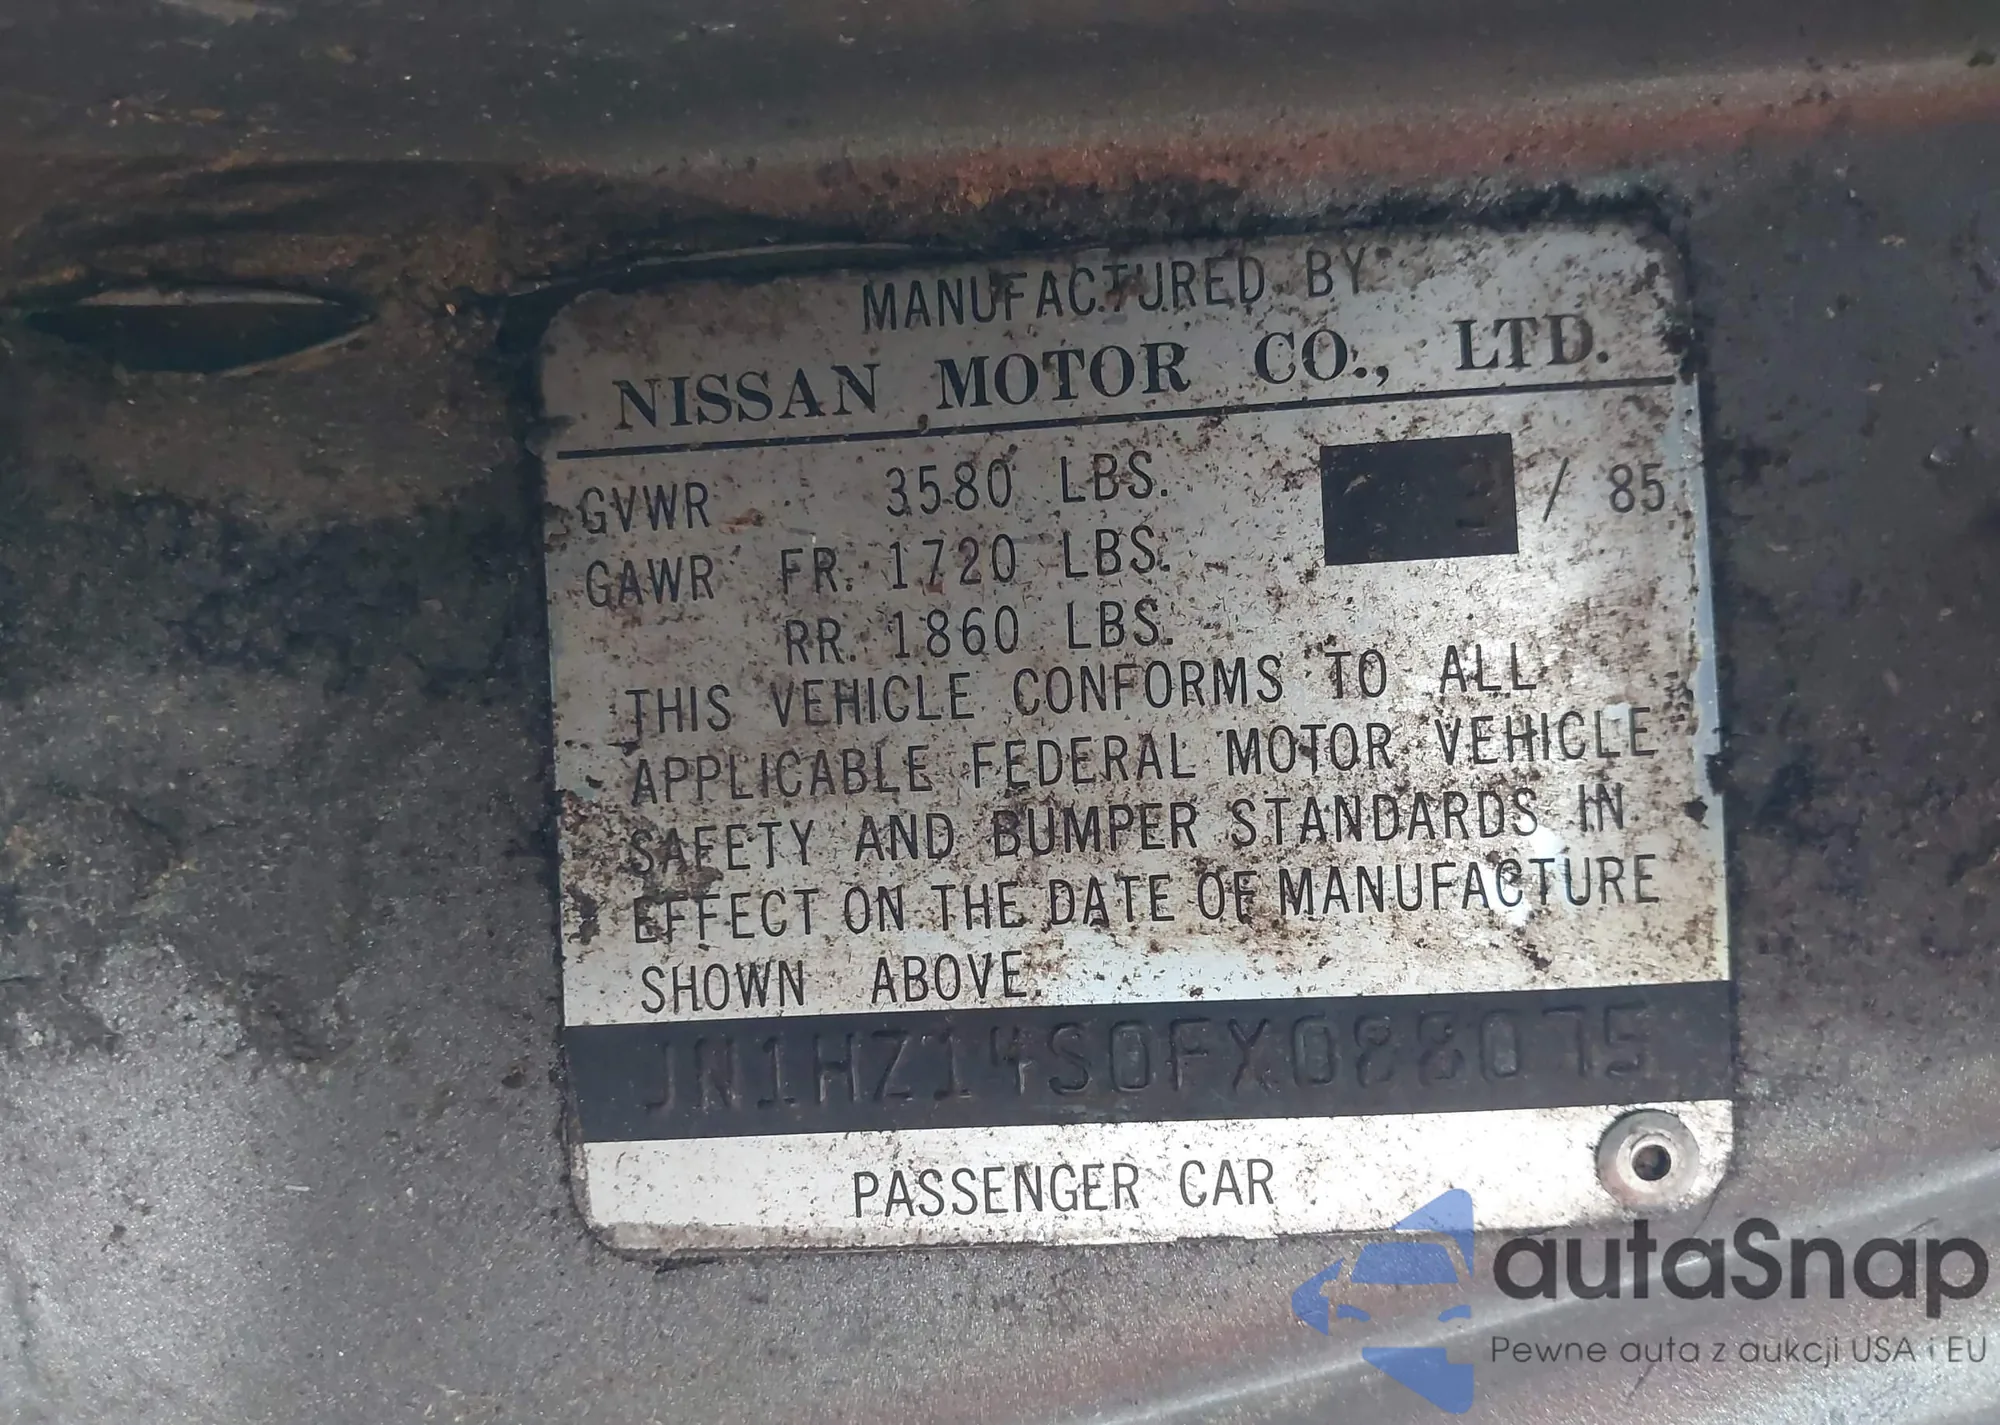 MANUFACTURED BY
NISSAN MOTOR CO., LTD.
GVWR 3580 LBS. / 85
GAWR FR. 1720 LBS.
RR. 1860 LBS.
THIS VEHICLE CONFORMS TO ALL
APPLICABLE FEDERAL MOTOR VEHICLE
SAFETY AND BUMPER STANDARDS IN
EFFECT ON THE DATE OF MANUFACTURE
SHOWN ABOVE.
JN1HZ14S0FX088075
PASSENGER CAR
autaSnap
Pewne auta z aukcji USA i EU